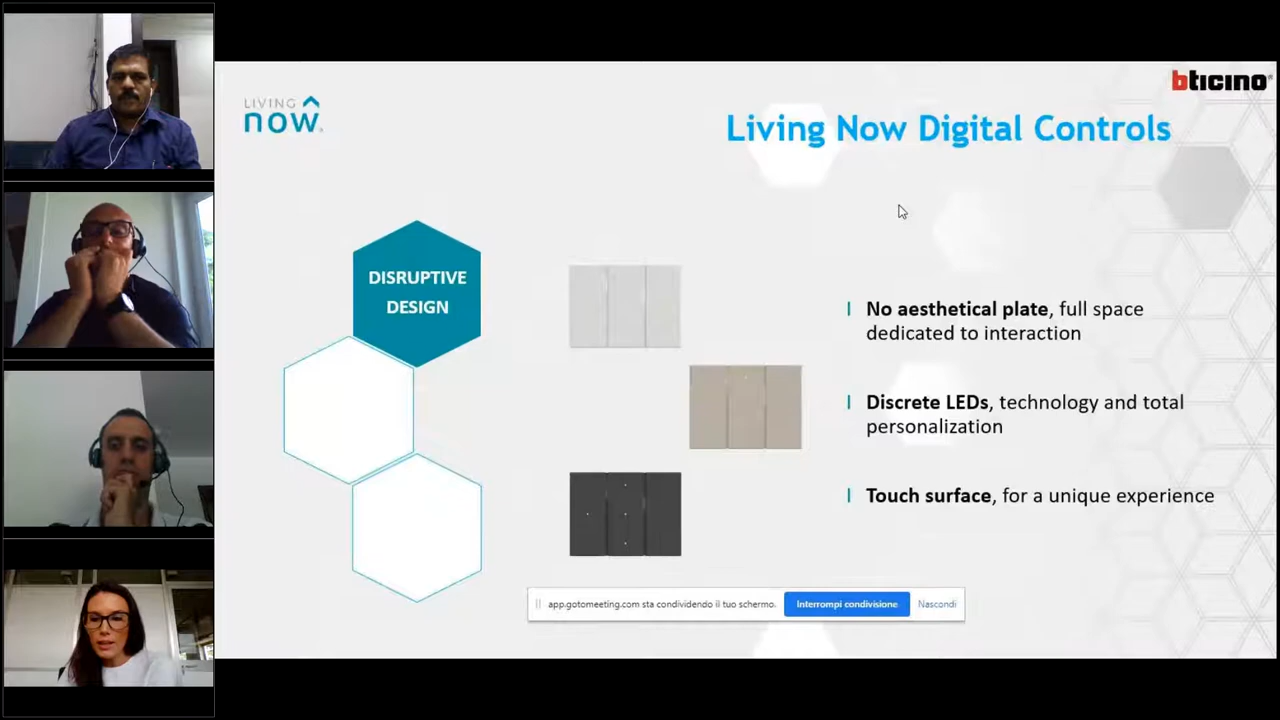 LIVING
now
bticino
Living Now Digital Controls
DISRUPTIVE
DESIGN
No aesthetical plate, full space
dedicated to interaction
Discrete LEDs, technology and total
personalization
Touch surface, for a unique experience
app.gotomeeting.com sta condividendo il tuo schermo.
Interrompi condivisione
Nascondi